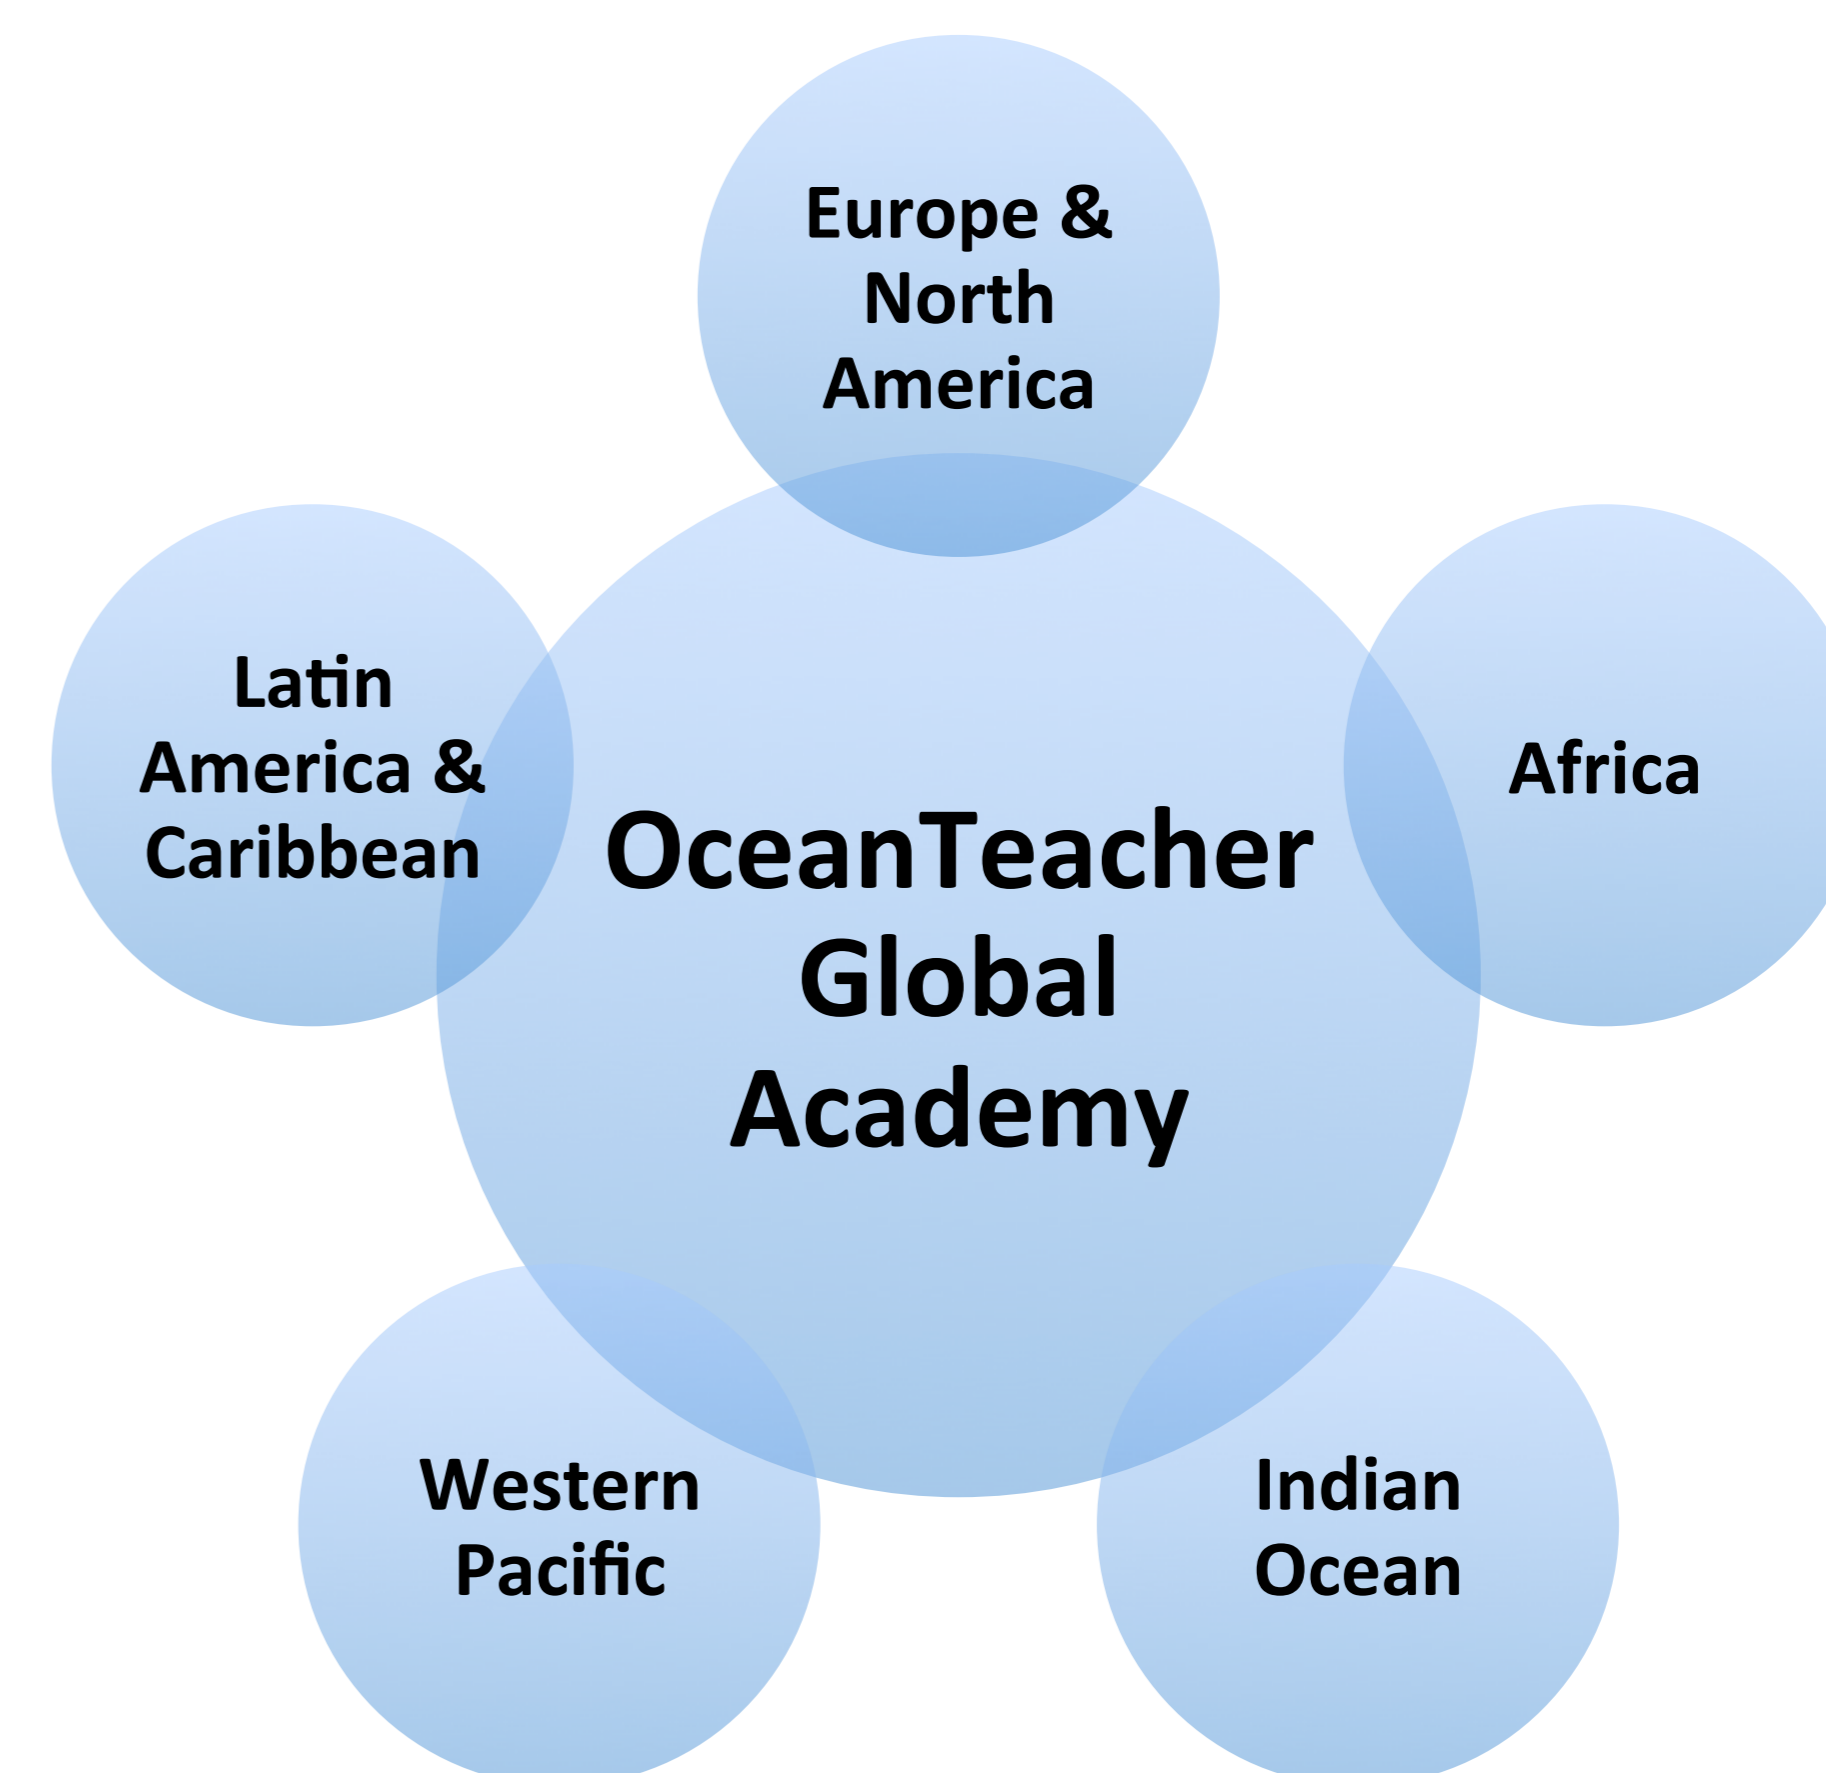 Europe &
North
America
Latin
America &
Caribbean
Africa
OceanTeacher
Global
Academy
Western
Pacific
Indian
Ocean